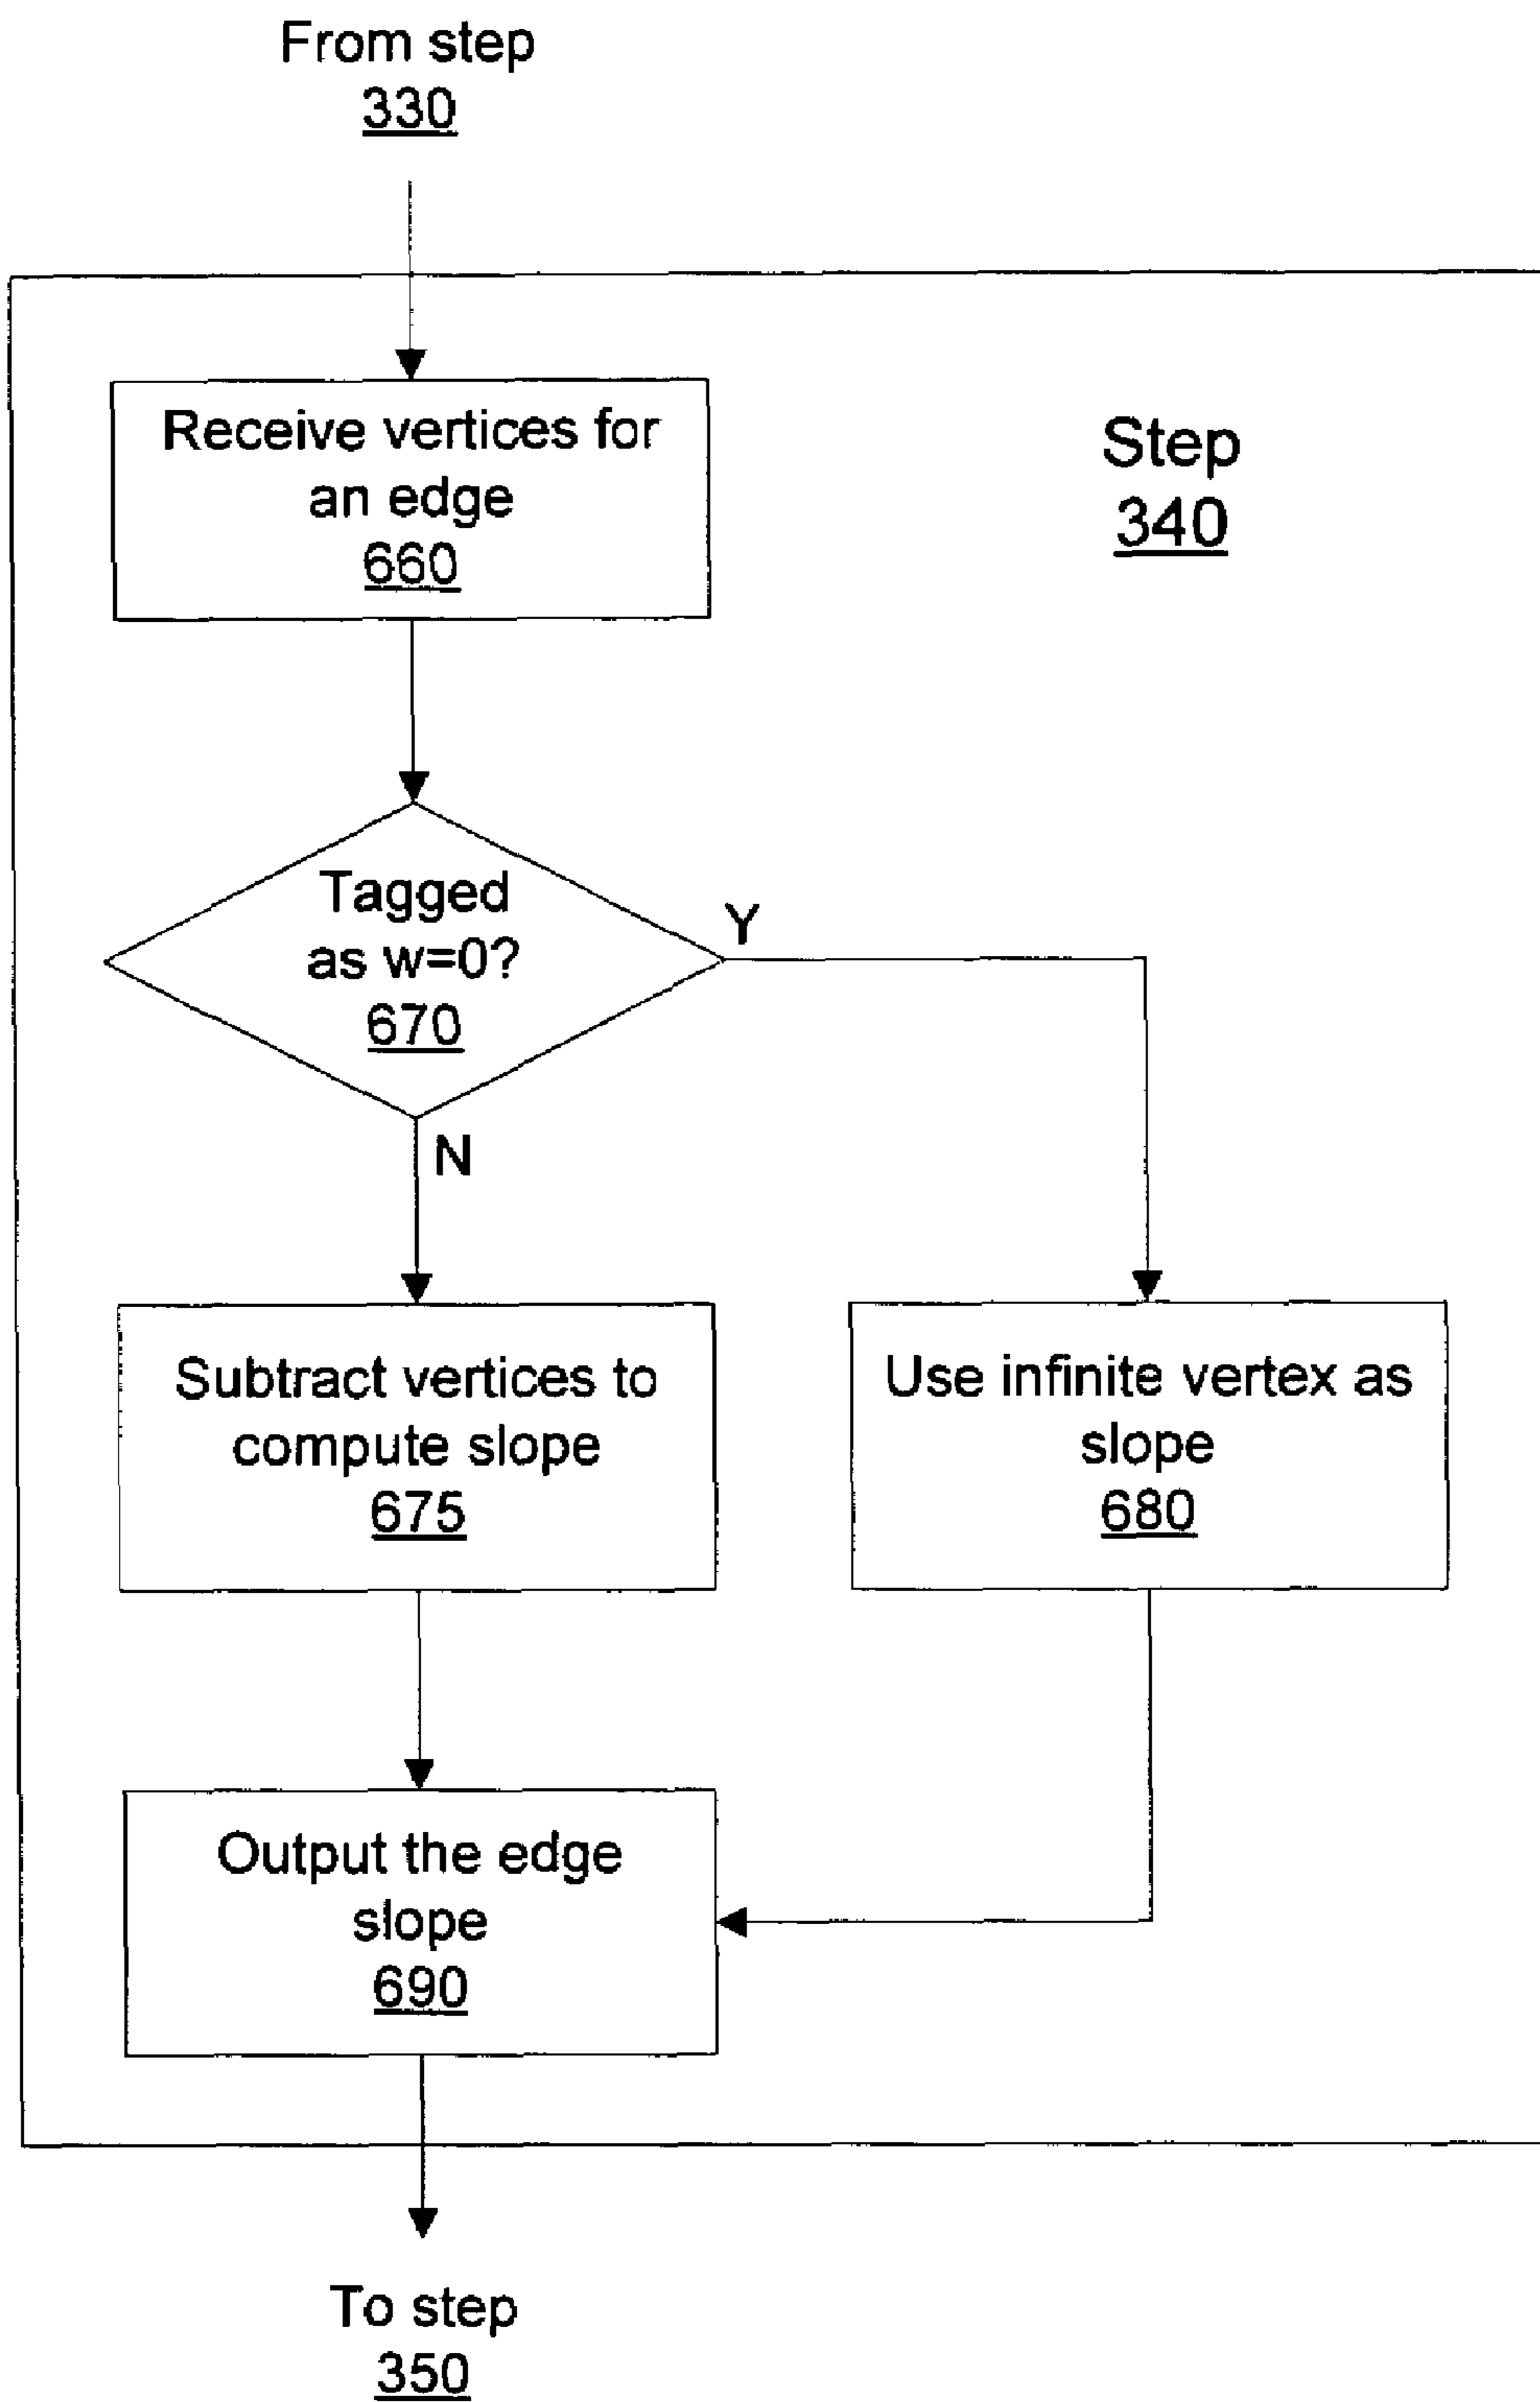 From step
330
Receive vertices for
an edge
660
Step
340
Tagged
as w=0?
670
Y
N
Subtract vertices to
compute slope
675
Use infinite vertex as
slope
680
Output the edge
slope
690
To step
350